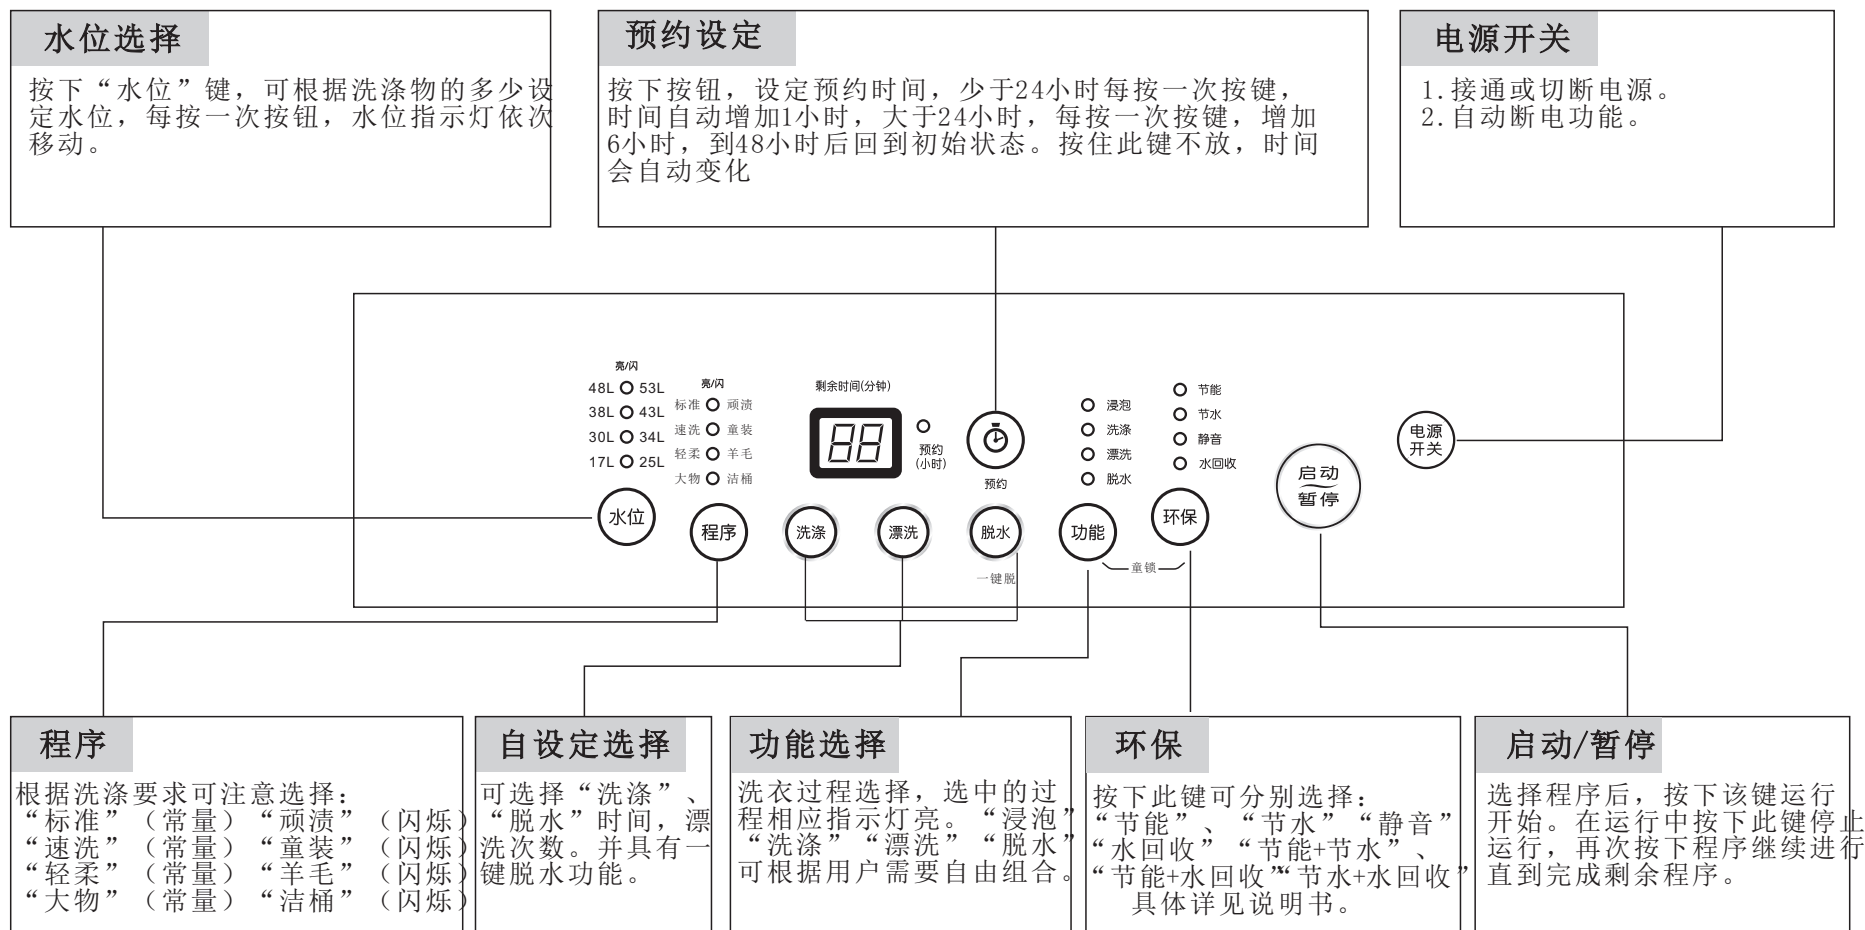 水位选择
按下“水位”键，可根据洗涤物的多少设
定水位，每按一次按钮，水位指示灯依次
移动。
预约设定
按下按钮，设定预约时间，少于24小时每按一次按键，
时间自动增加1小时，大于24小时，每按一次按键，增加
6小时，到48小时后回到初始状态。按住此键不放，时间
会自动变化
电源开关
1.接通或切断电源。
2.自动断电功能。
亮/闪
48L 53L
38L 43L
30L 34L
17L 25L
水位
亮/闪
标准 顽渍
速洗 童装
轻柔 羊毛
大物 洁桶
程序
剩余时间(分钟)
88
预约
(小时)
预约
洗涤
漂洗
脱水
一键脱
浸泡
洗涤
漂洗
脱水
功能
节能
节水
静音
水回收
环保
童锁
启动
暂停
电源
开关
程序
根据洗涤要求可注意选择：
“标准”（常量）“顽渍”（闪烁）
“速洗”（常量）“童装”（闪烁）
“轻柔”（常量）“羊毛”（闪烁）
“大物”（常量）“洁桶”（闪烁）
自设定选择
可选择“洗涤”、
“脱水”时间，漂
洗次数。并具有一
键脱水功能。
功能选择
洗衣过程选择，选中的过
程相应指示灯亮。“浸泡”
“洗涤”“漂洗”“脱水”
可根据用户需要自由组合。
环保
按下此键可分别选择：
“节能”、“节水”“静音”
“水回收”“节能+节水”、
“节能+水回收”“节水+水回收”
具体详见说明书。
启动/暂停
选择程序后，按下该键运行
开始。在运行中按下此键停止
运行，再次按下程序继续进行
直到完成剩余程序。